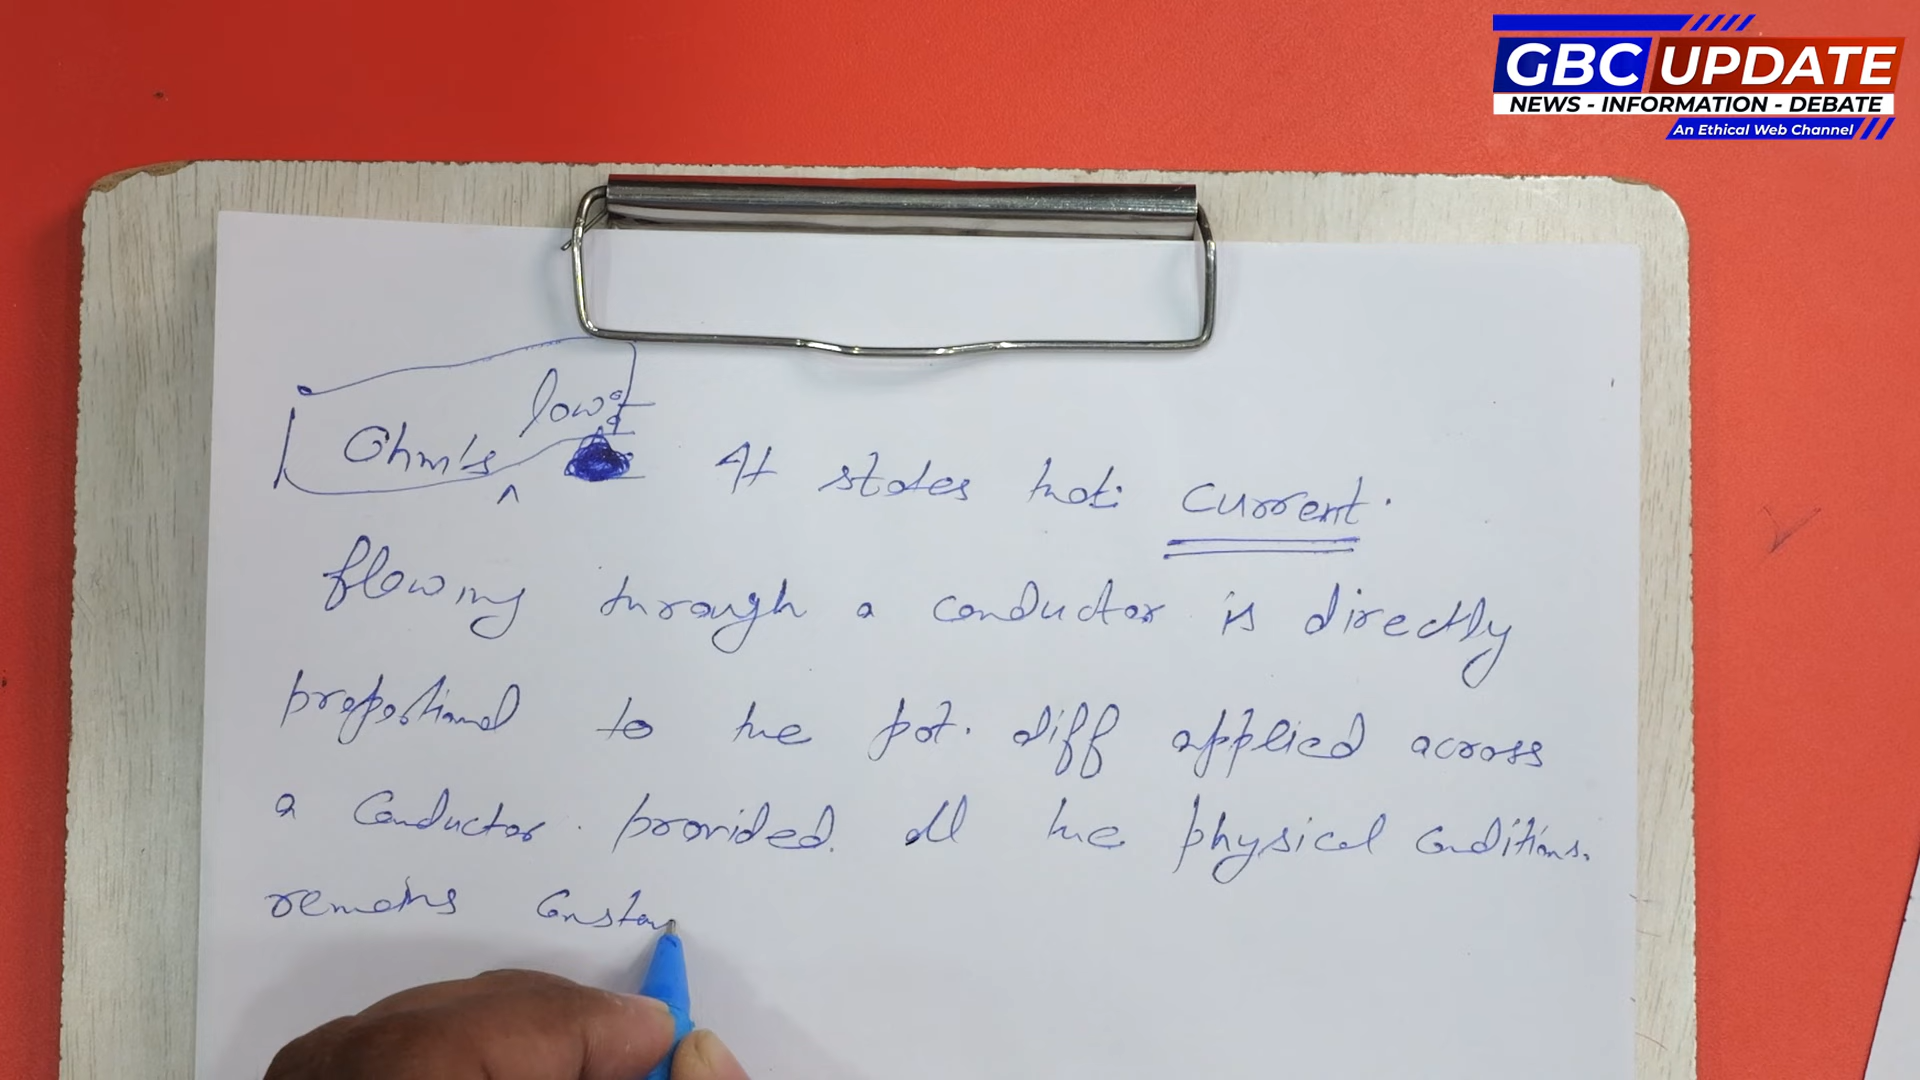 GBC UPDATE
NEWS - INFORMATION - DEBATE
An Ethical Web Channel
Ohm's law: It states that current
flowing through a conductor is directly
proportional to the pot. diff applied across
a conductor. provided. all the physical conditions.
remains constan